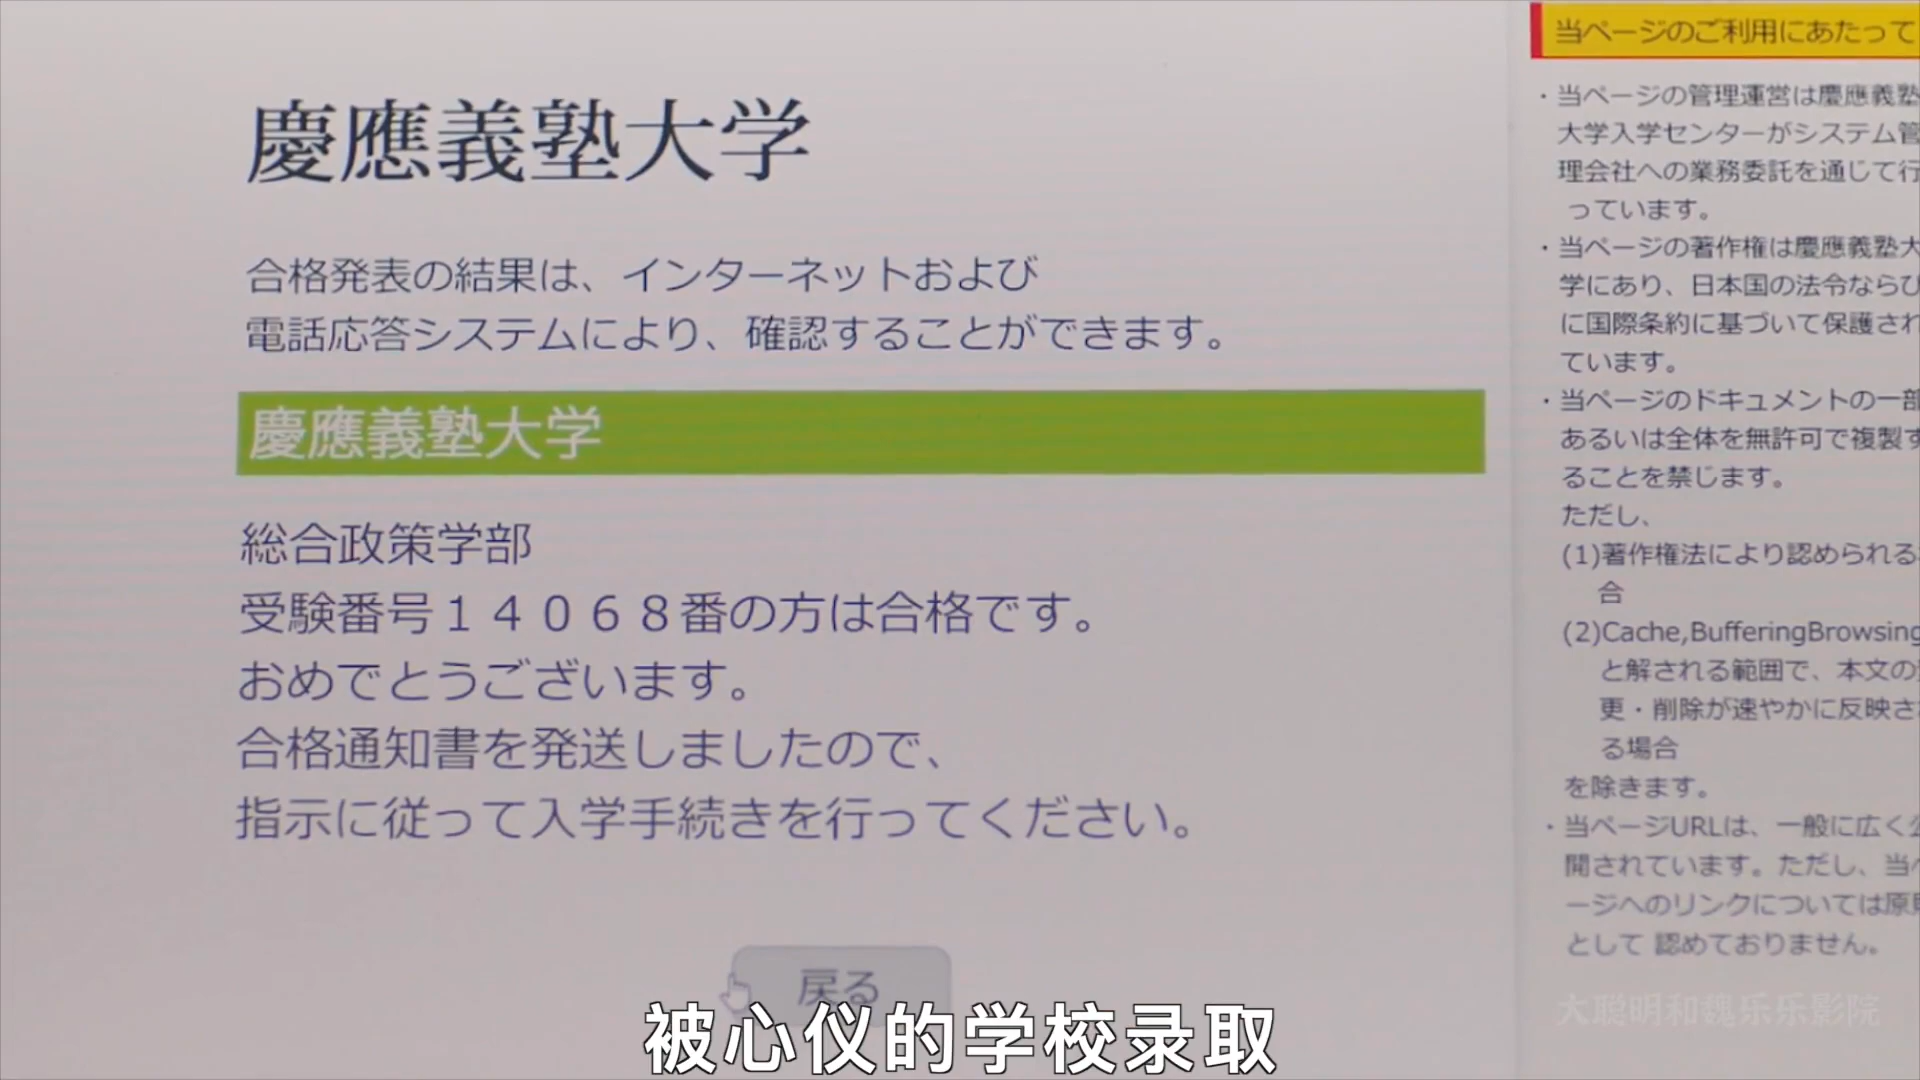 慶應義塾大学
合格発表の結果は、インターネットおよび
電話応答システムにより、確認することができます。
慶應義塾大学
総合政策学部
受験番号１４０６８番の方は合格です。
おめでとうございます。
合格通知書を発送しましたので、
指示に従って入学手続きを行ってください。
戻る
当ページのご利用にあたって
・当ページの管理運営は慶應義塾
大学入学センターがシステム管
理会社への業務委託を通じて行
っています。
・当ページの著作権は慶應義塾大
学にあり、日本国の法令ならび
に国際条約に基づいて保護され
ています。
・当ページのドキュメントの一部
あるいは全体を無許可で複製す
ることを禁じます。
ただし、
(1)著作権法により認められる
合
(2)Cache,BufferingBrowsing
と解される範囲で、本文の
更・削除が速やかに反映さ
る場合
を除きます。
・当ページURLは、一般に広く公
開されています。ただし、当ペ
ージへのリンクについては原則
として 認めておりません。
大聪明和魏乐乐影院
被心仪的学校录取